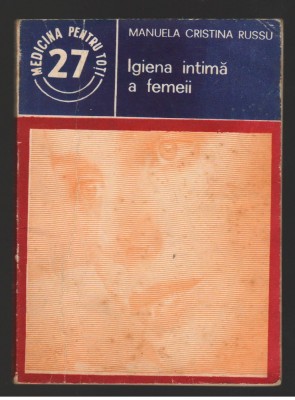 MEDICINA PENTRU TOȚI
27
MANUELA CRISTINA RUSSU
Igiena intimă
a femeii